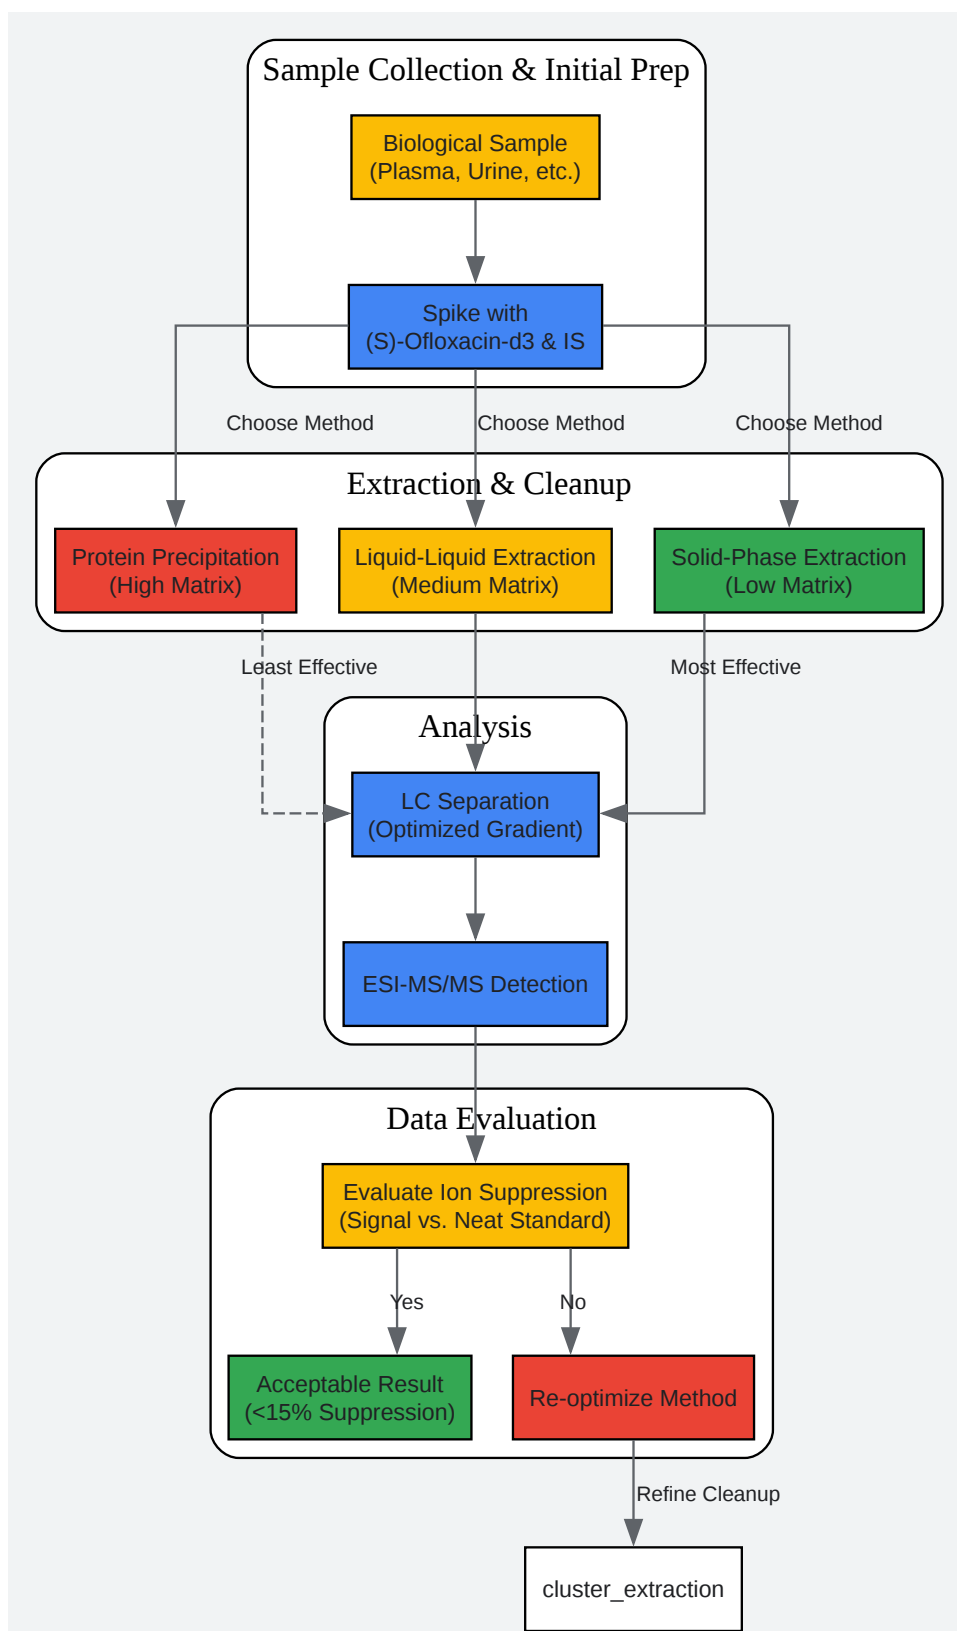 Sample Collection & Initial Prep
Biological Sample
(Plasma, Urine, etc.)
Spike with
(S)-Ofloxacin-d3 & IS
Choose Method
Choose Method
Choose Method
Extraction & Cleanup
Protein Precipitation
(High Matrix)
Liquid-Liquid Extraction
(Medium Matrix)
Solid-Phase Extraction
(Low Matrix)
Least Effective
Most Effective
Analysis
LC Separation
(Optimized Gradient)
ESI-MS/MS Detection
Data Evaluation
Evaluate Ion Suppression
(Signal vs. Neat Standard)
Yes
No
Acceptable Result
(<15% Suppression)
Re-optimize Method
Refine Cleanup
cluster_extraction